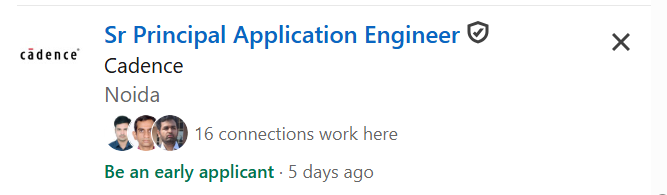 cādence®
Sr Principal Application Engineer
Cadence
Noida
16 connections work here
Be an early applicant · 5 days ago